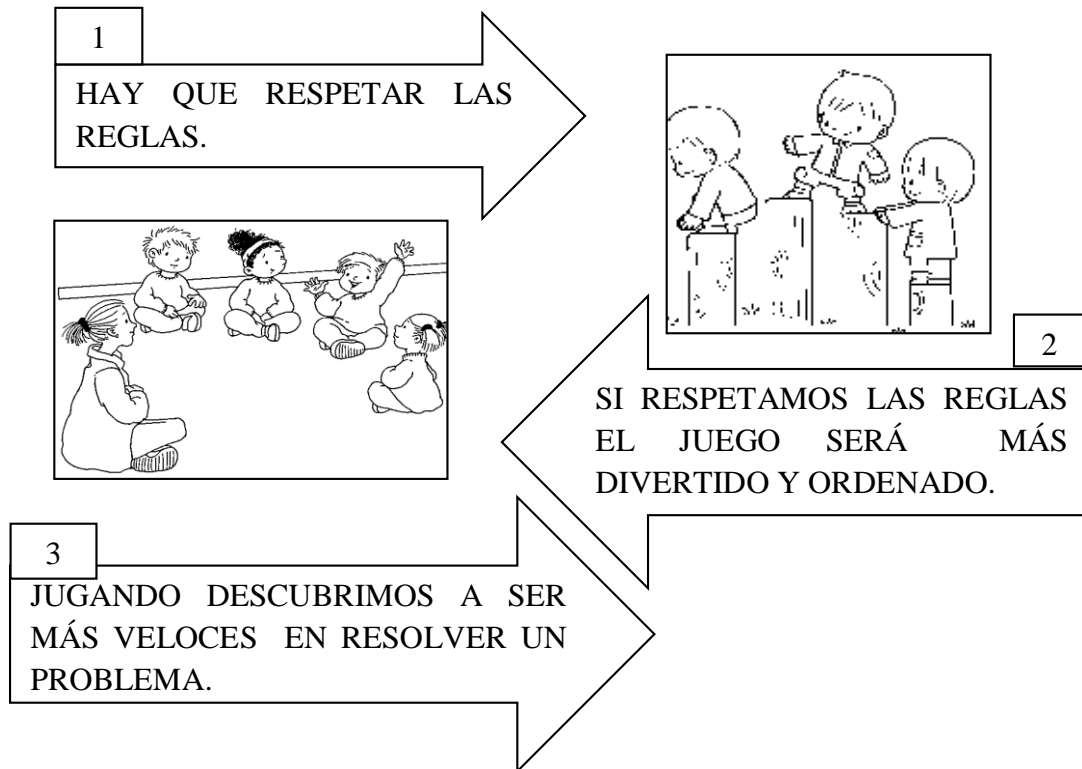 1
HAY QUE RESPETAR LAS
REGLAS.
2
SI RESPETAMOS LAS REGLAS
EL JUEGO SERÁ MÁS
DIVERTIDO Y ORDENADO.
3
JUGANDO DESCUBRIMOS A SER
MÁS VELOCES EN RESOLVER UN
PROBLEMA.